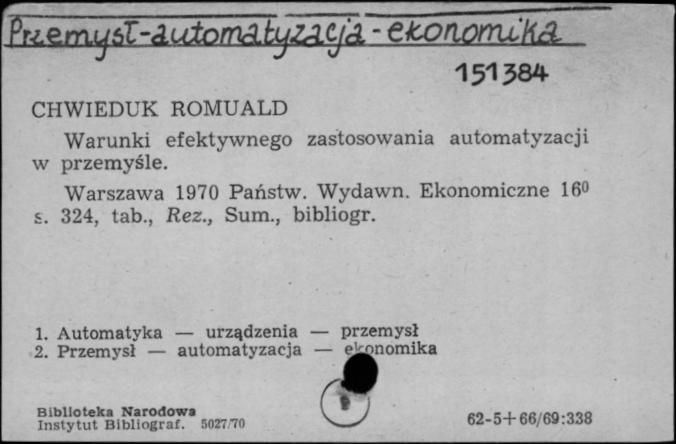 Przemysł-automatyzacja-ekonomika
151384
CHWIEDUK ROMUALD
Warunki efektywnego zastosowania automatyzacji
w przemyśle.
Warszawa 1970 Państw. Wydawn. Ekonomiczne 16⁰
s. 324, tab., Rez., Sum., bibliogr.
1. Automatyka — urządzenia — przemysł
2. Przemysł — automatyzacja — ekonomika
Biblioteka Narodowa
Instytut Bibliograf. 5027/70
62-5+66/69:338